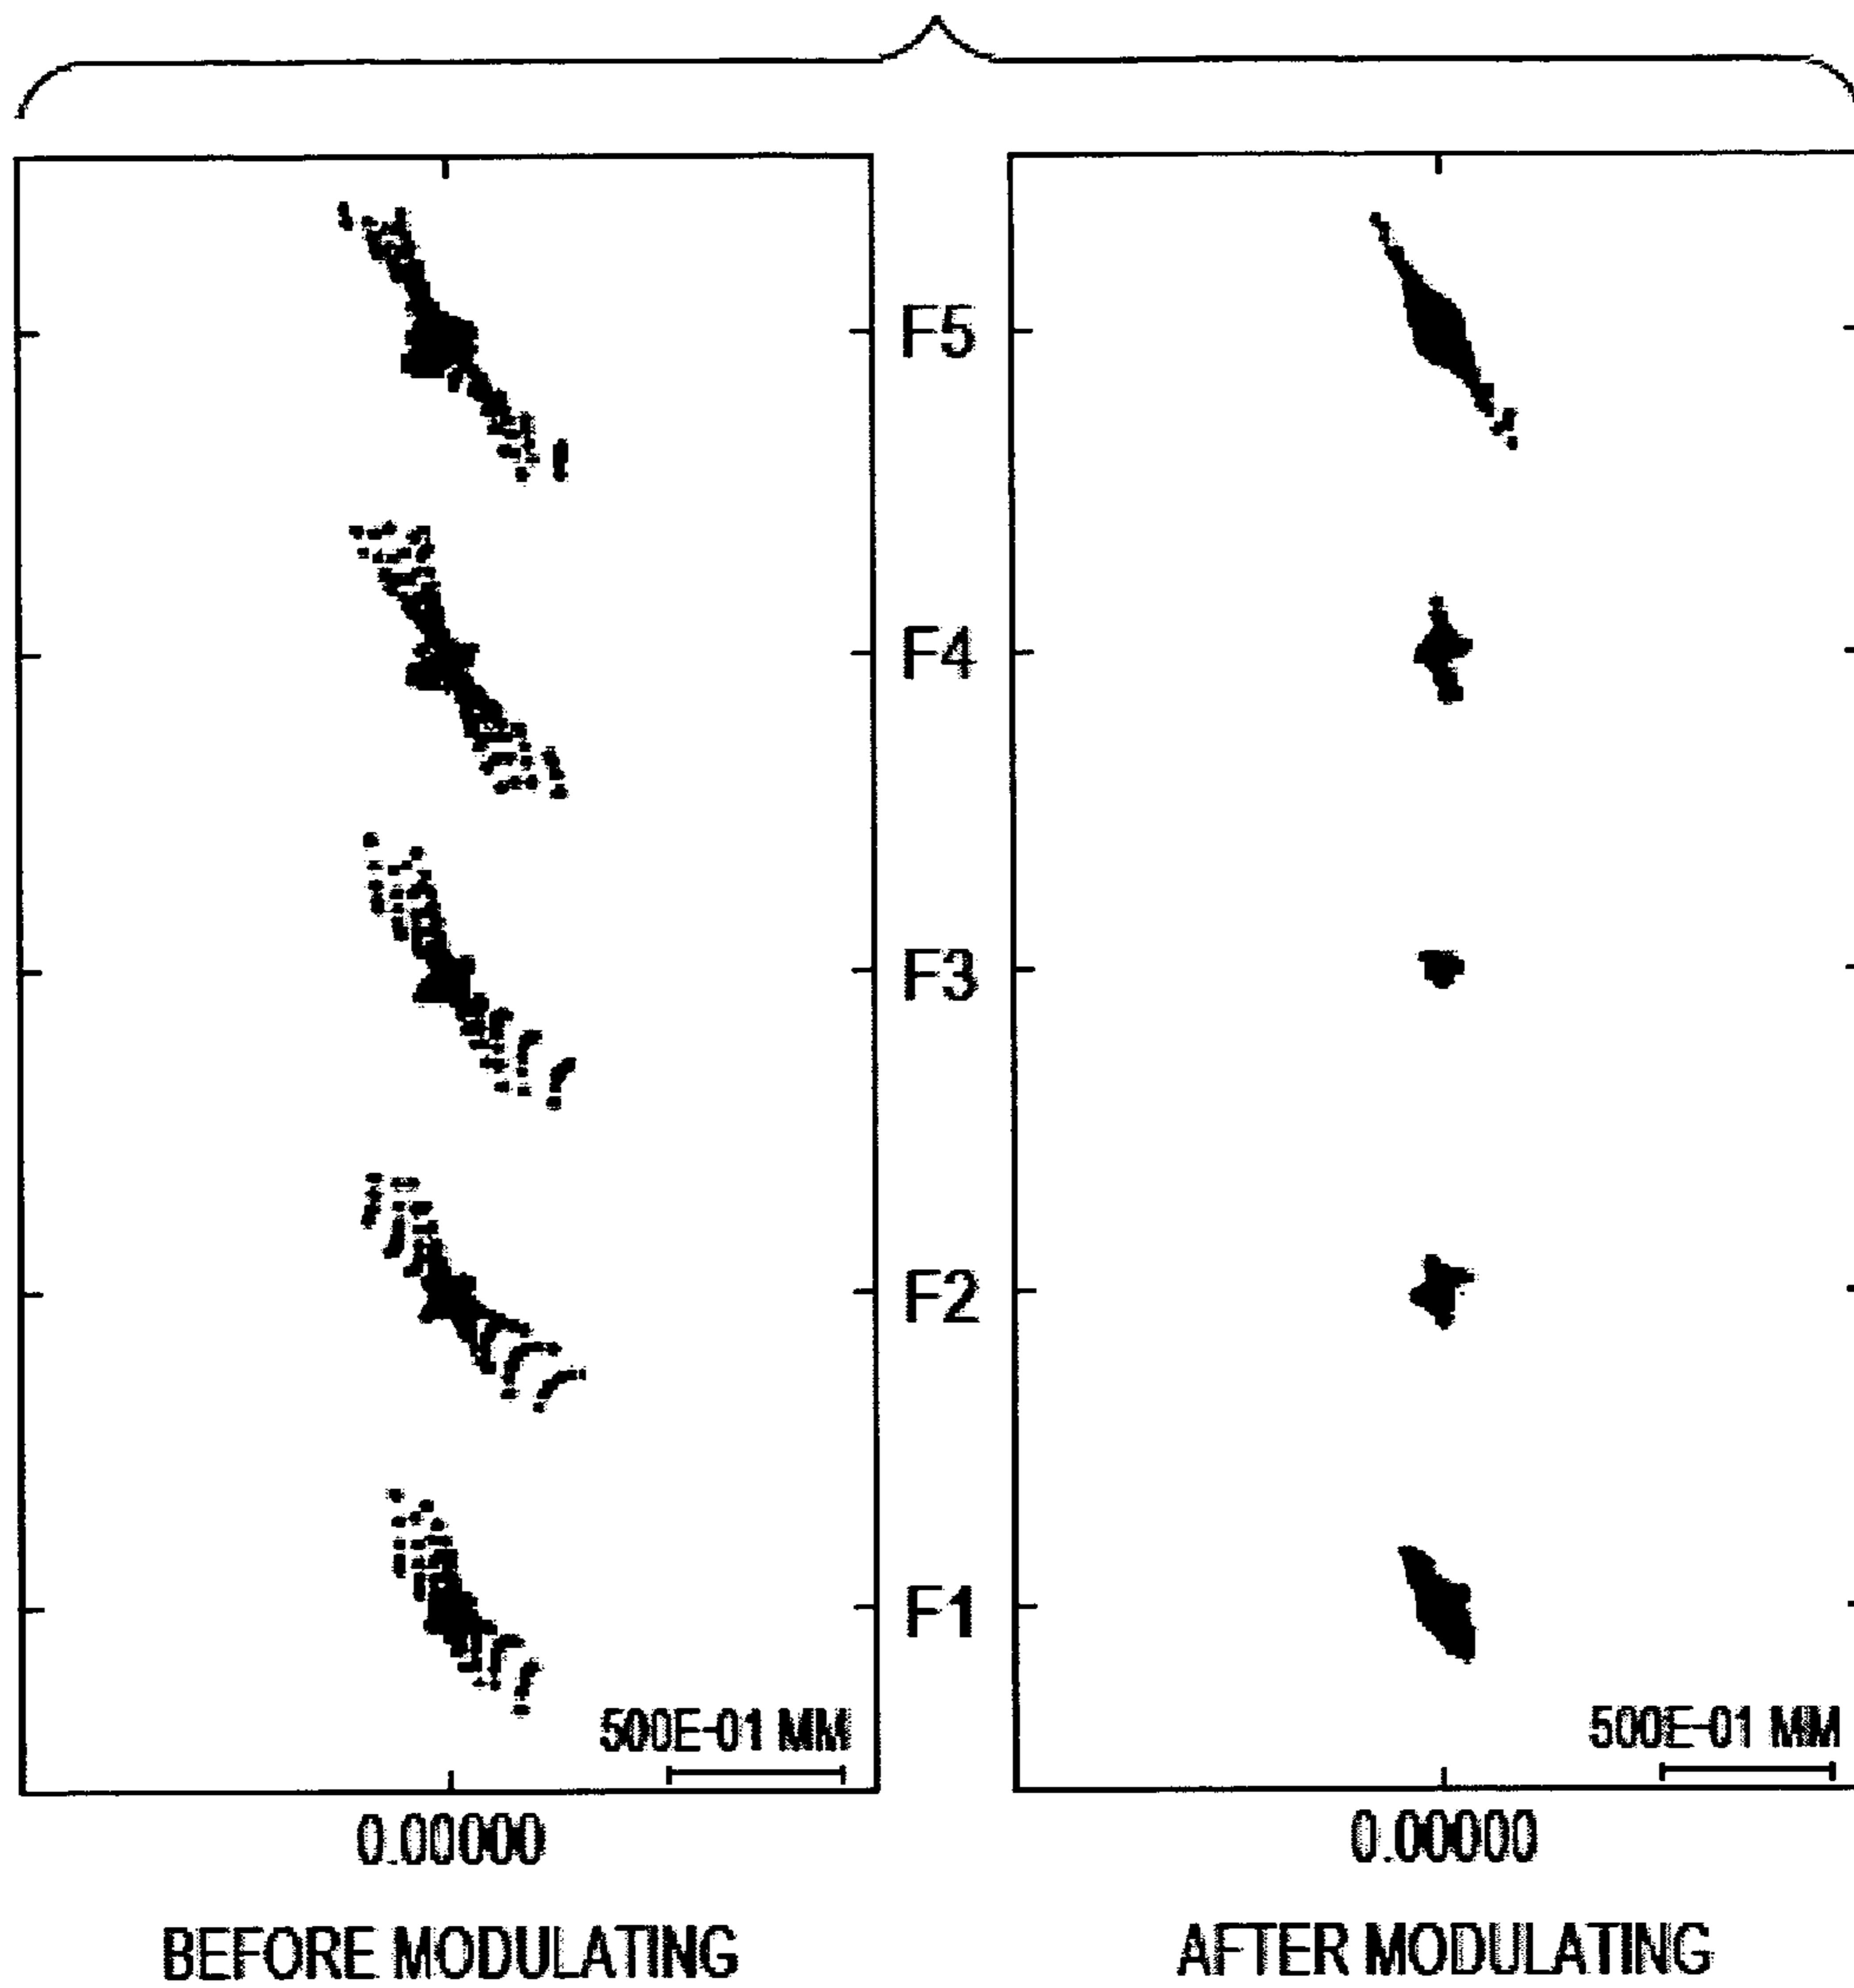 F5
F4
F3
F2
F1
500E-01 MM
500E-01 MM
0.00000
0.00000
BEFORE MODULATING
AFTER MODULATING